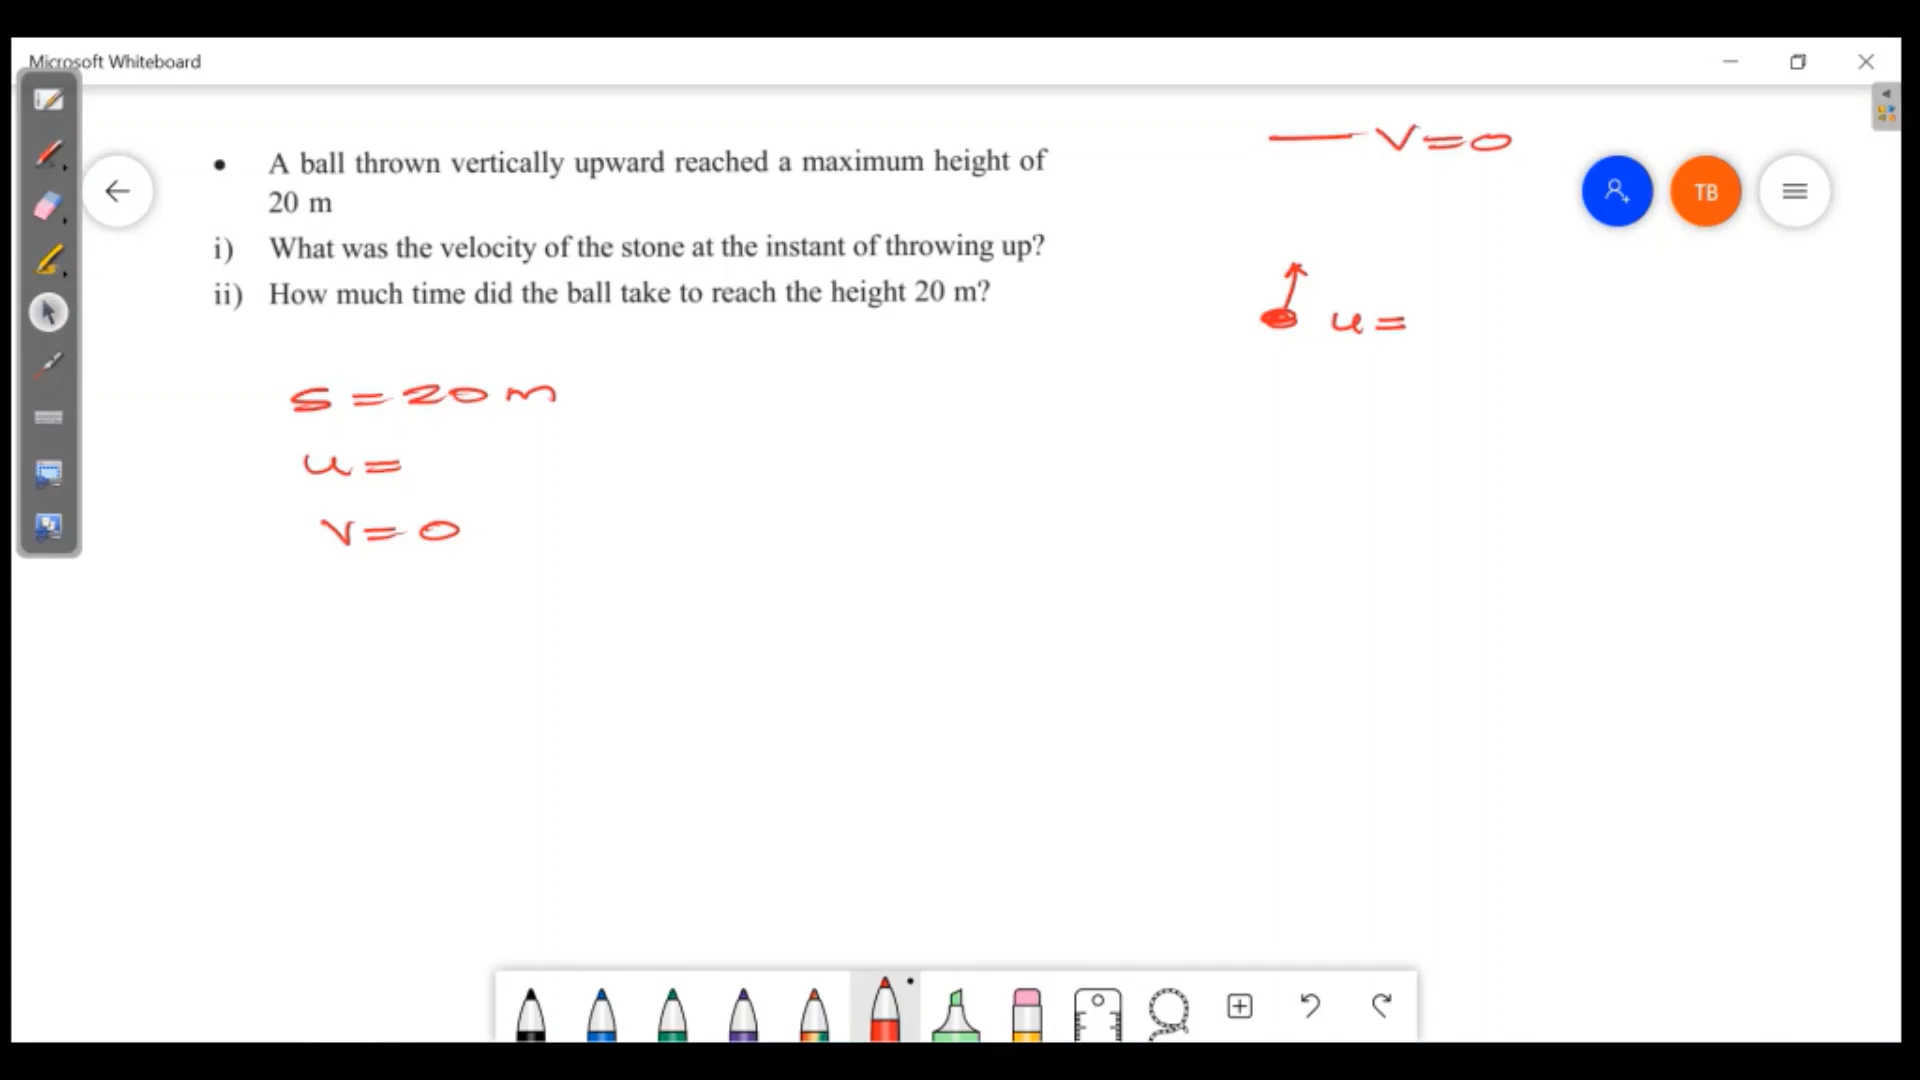 Microsoft Whiteboard
• A ball thrown vertically upward reached a maximum height of
20 m
i) What was the velocity of the stone at the instant of throwing up?
ii) How much time did the ball take to reach the height 20 m?
V=0
TB
u=
s=20m
u=
v=0